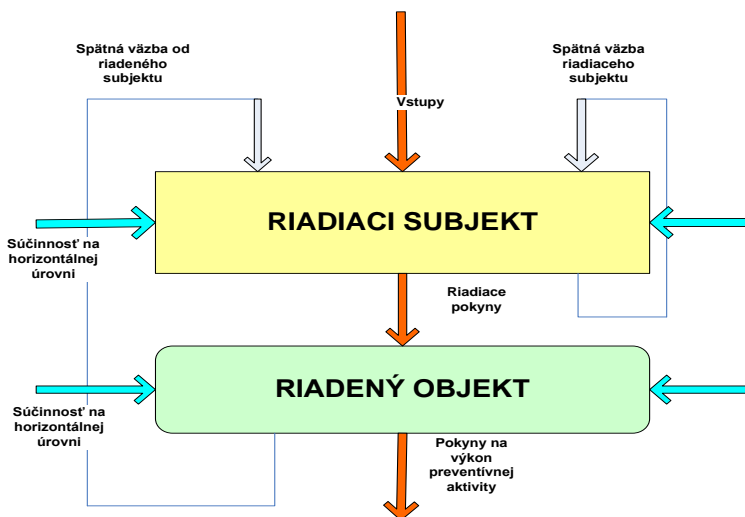 Spätná väzba od
riadeného
subjektu
Spätná väzba
riadiaceho
subjektu
Vstupy
RIADIACI SUBJEKT
Súčinnosť na
horizontálnej
úrovni
Riadiace
pokyny
RIADENÝ OBJEKT
Súčinnosť na
horizontálnej
úrovni
Pokyny na
výkon
preventívnej
aktivity